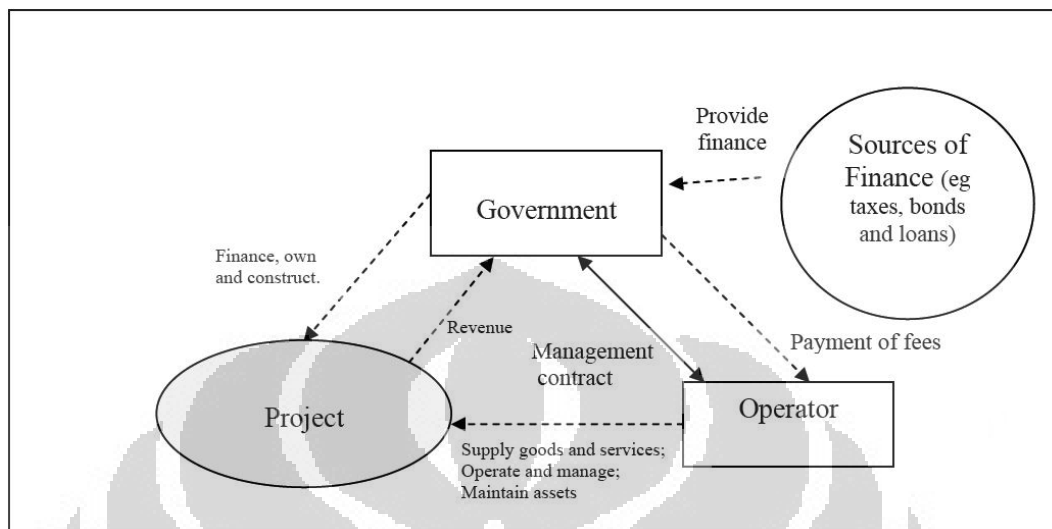 Provide
finance
Sources of
Finance (eg
taxes, bonds
and loans)
Government
Finance, own
and construct.
Revenue
Management
contract
Payment of fees
Project
Operator
Supply goods and services;
Operate and manage;
Maintain assets